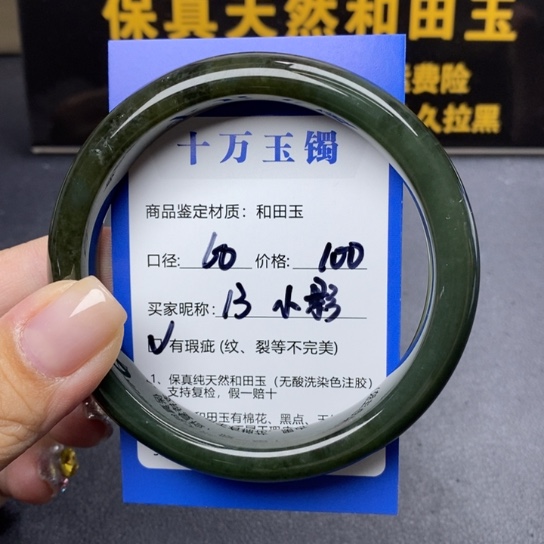 保真天然和田玉
费险
久拉黑
十万玉镯
商品鉴定材质：和田玉
口径: 60 价格: 100
买家昵称: 13 小彩
有瑕疵 (纹、裂等不完美)
1、保真纯天然和田玉（无酸洗染色注胶）
支持复检，假一赔十
和田玉有棉花、黑点、